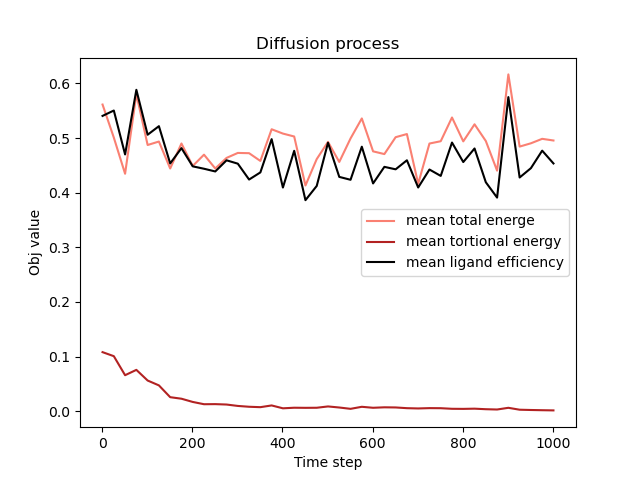 Diffusion process
Obj value
0.6
0.5
0.4
0.3
0.2
0.1
0.0
mean total energe
mean tortional energy
mean ligand efficiency
0 200 400 600 800 1000
Time step